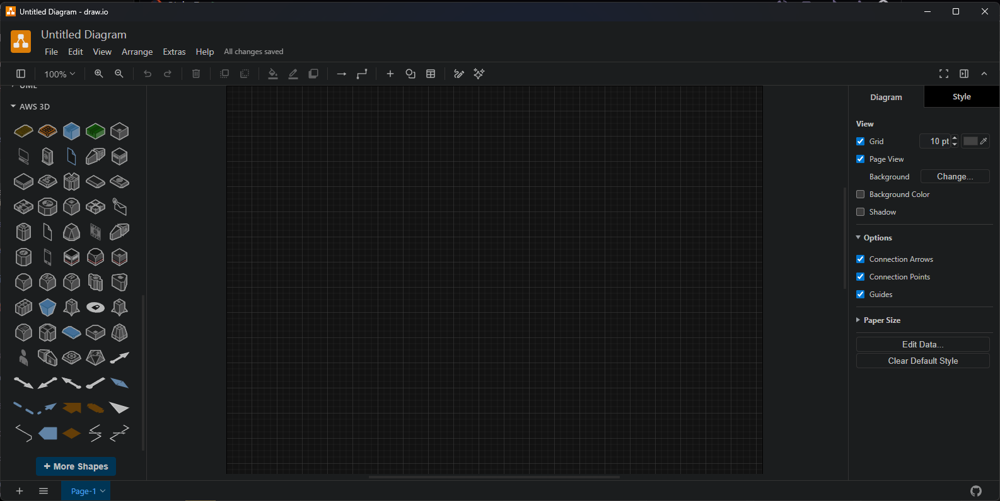 Untitled Diagram - draw.io
Untitled Diagram
File Edit View Arrange Extras Help All changes saved
100%
UML
AWS 3D
+ More Shapes
Page-1
Diagram Style
View
Grid 10 pt
Page View
Background Change...
Background Color
Shadow
Options
Connection Arrows
Connection Points
Guides
Paper Size
Edit Data...
Clear Default Style